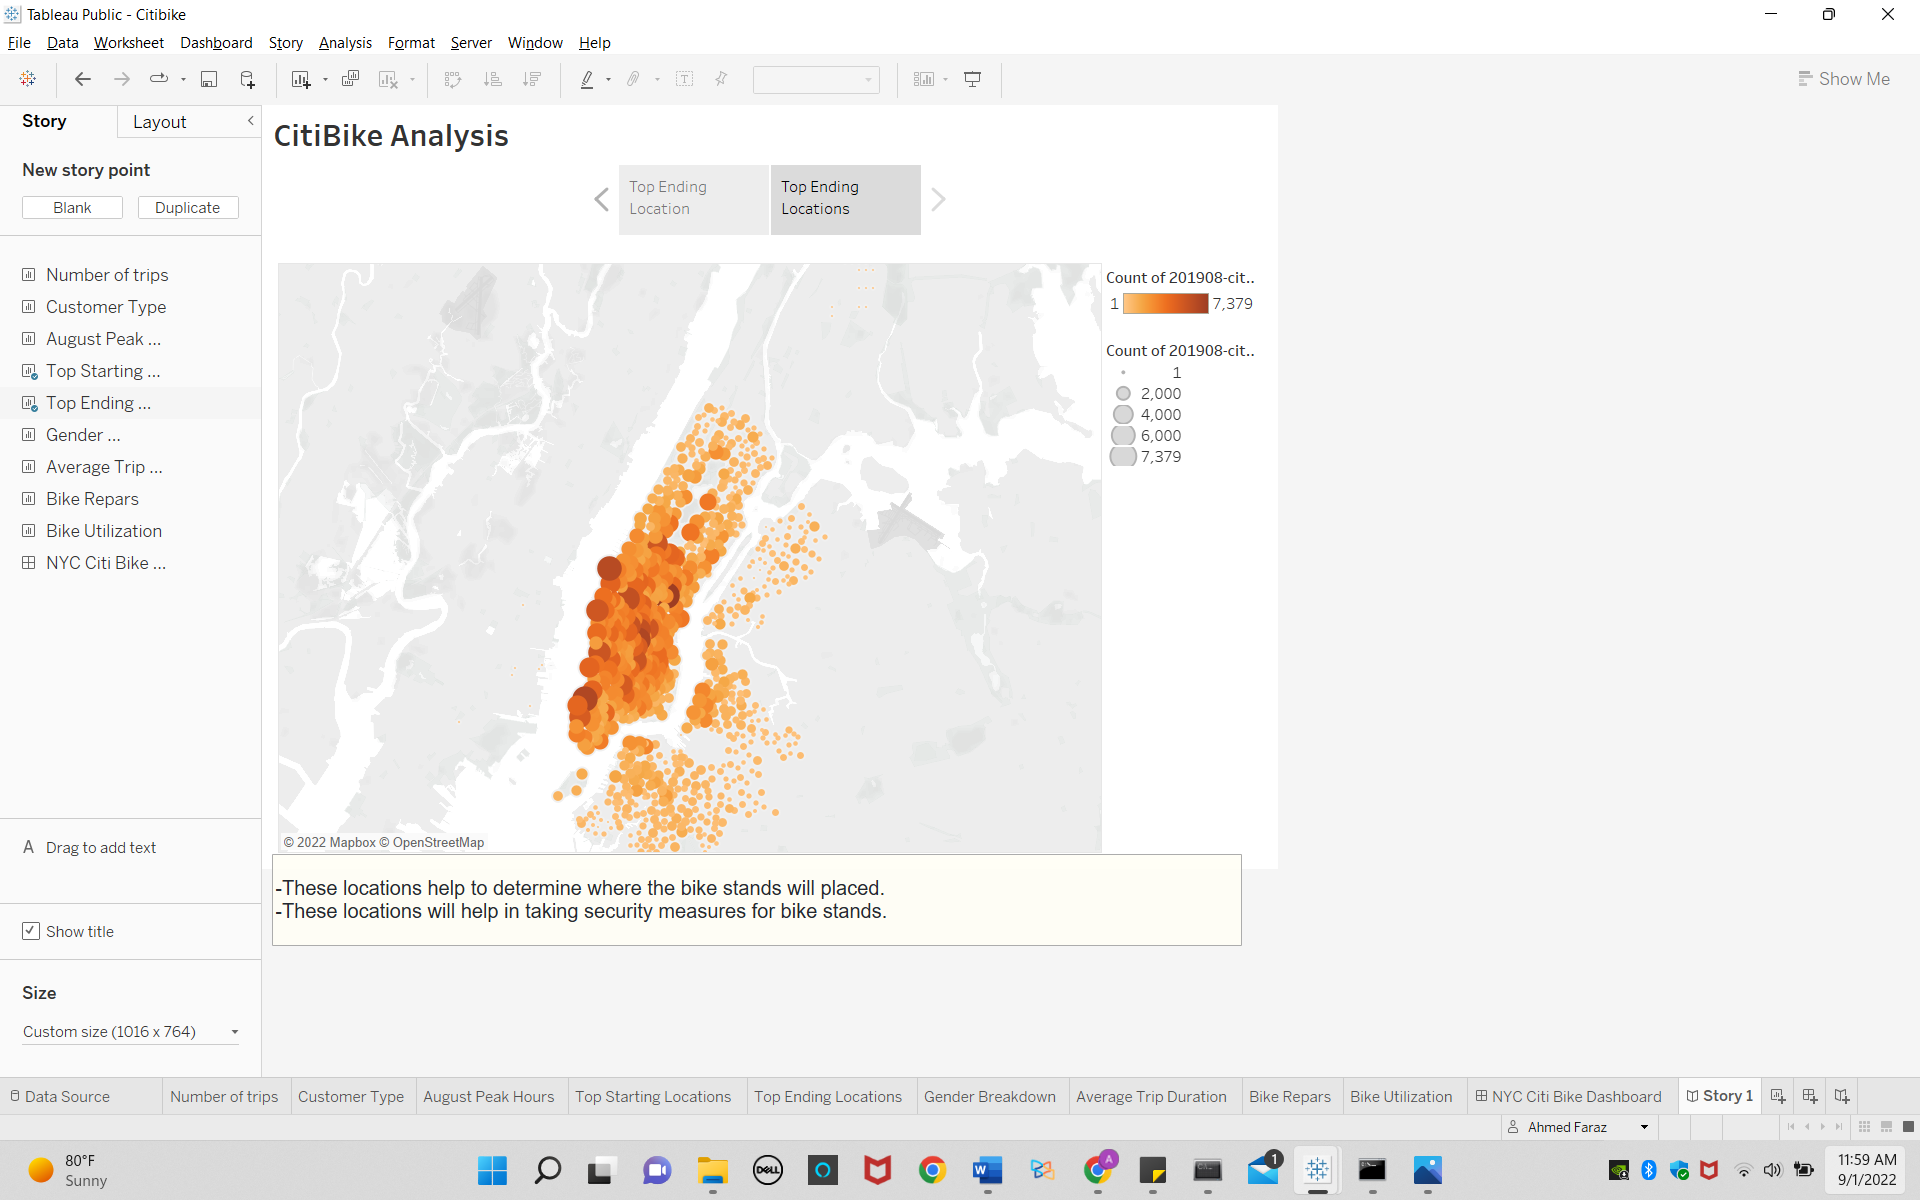 Tableau Public - Citibike
File Data Worksheet Dashboard Story Analysis Format Server Window Help
Show Me
Story Layout
New story point
Blank Duplicate
Number of trips
Customer Type
August Peak ...
Top Starting ...
Top Ending ...
Gender ...
Average Trip ...
Bike Repars
Bike Utilization
NYC Citi Bike ...
A Drag to add text
Show title
Size
Custom size (1016 x 764)
CitiBike Analysis
Top Ending
Location
Top Ending
Locations
Count of 201908-cit..
1 7,379
Count of 201908-cit..
1
2,000
4,000
6,000
7,379
© 2022 Mapbox © OpenStreetMap
-These locations help to determine where the bike stands will placed.
-These locations will help in taking security measures for bike stands.
Data Source Number of trips Customer Type August Peak Hours Top Starting Locations Top Ending Locations Gender Breakdown Average Trip Duration Bike Repars Bike Utilization NYC Citi Bike Dashboard Story 1
Ahmed Faraz
80°F
Sunny
DELL
W
A
1
11:59 AM
9/1/2022